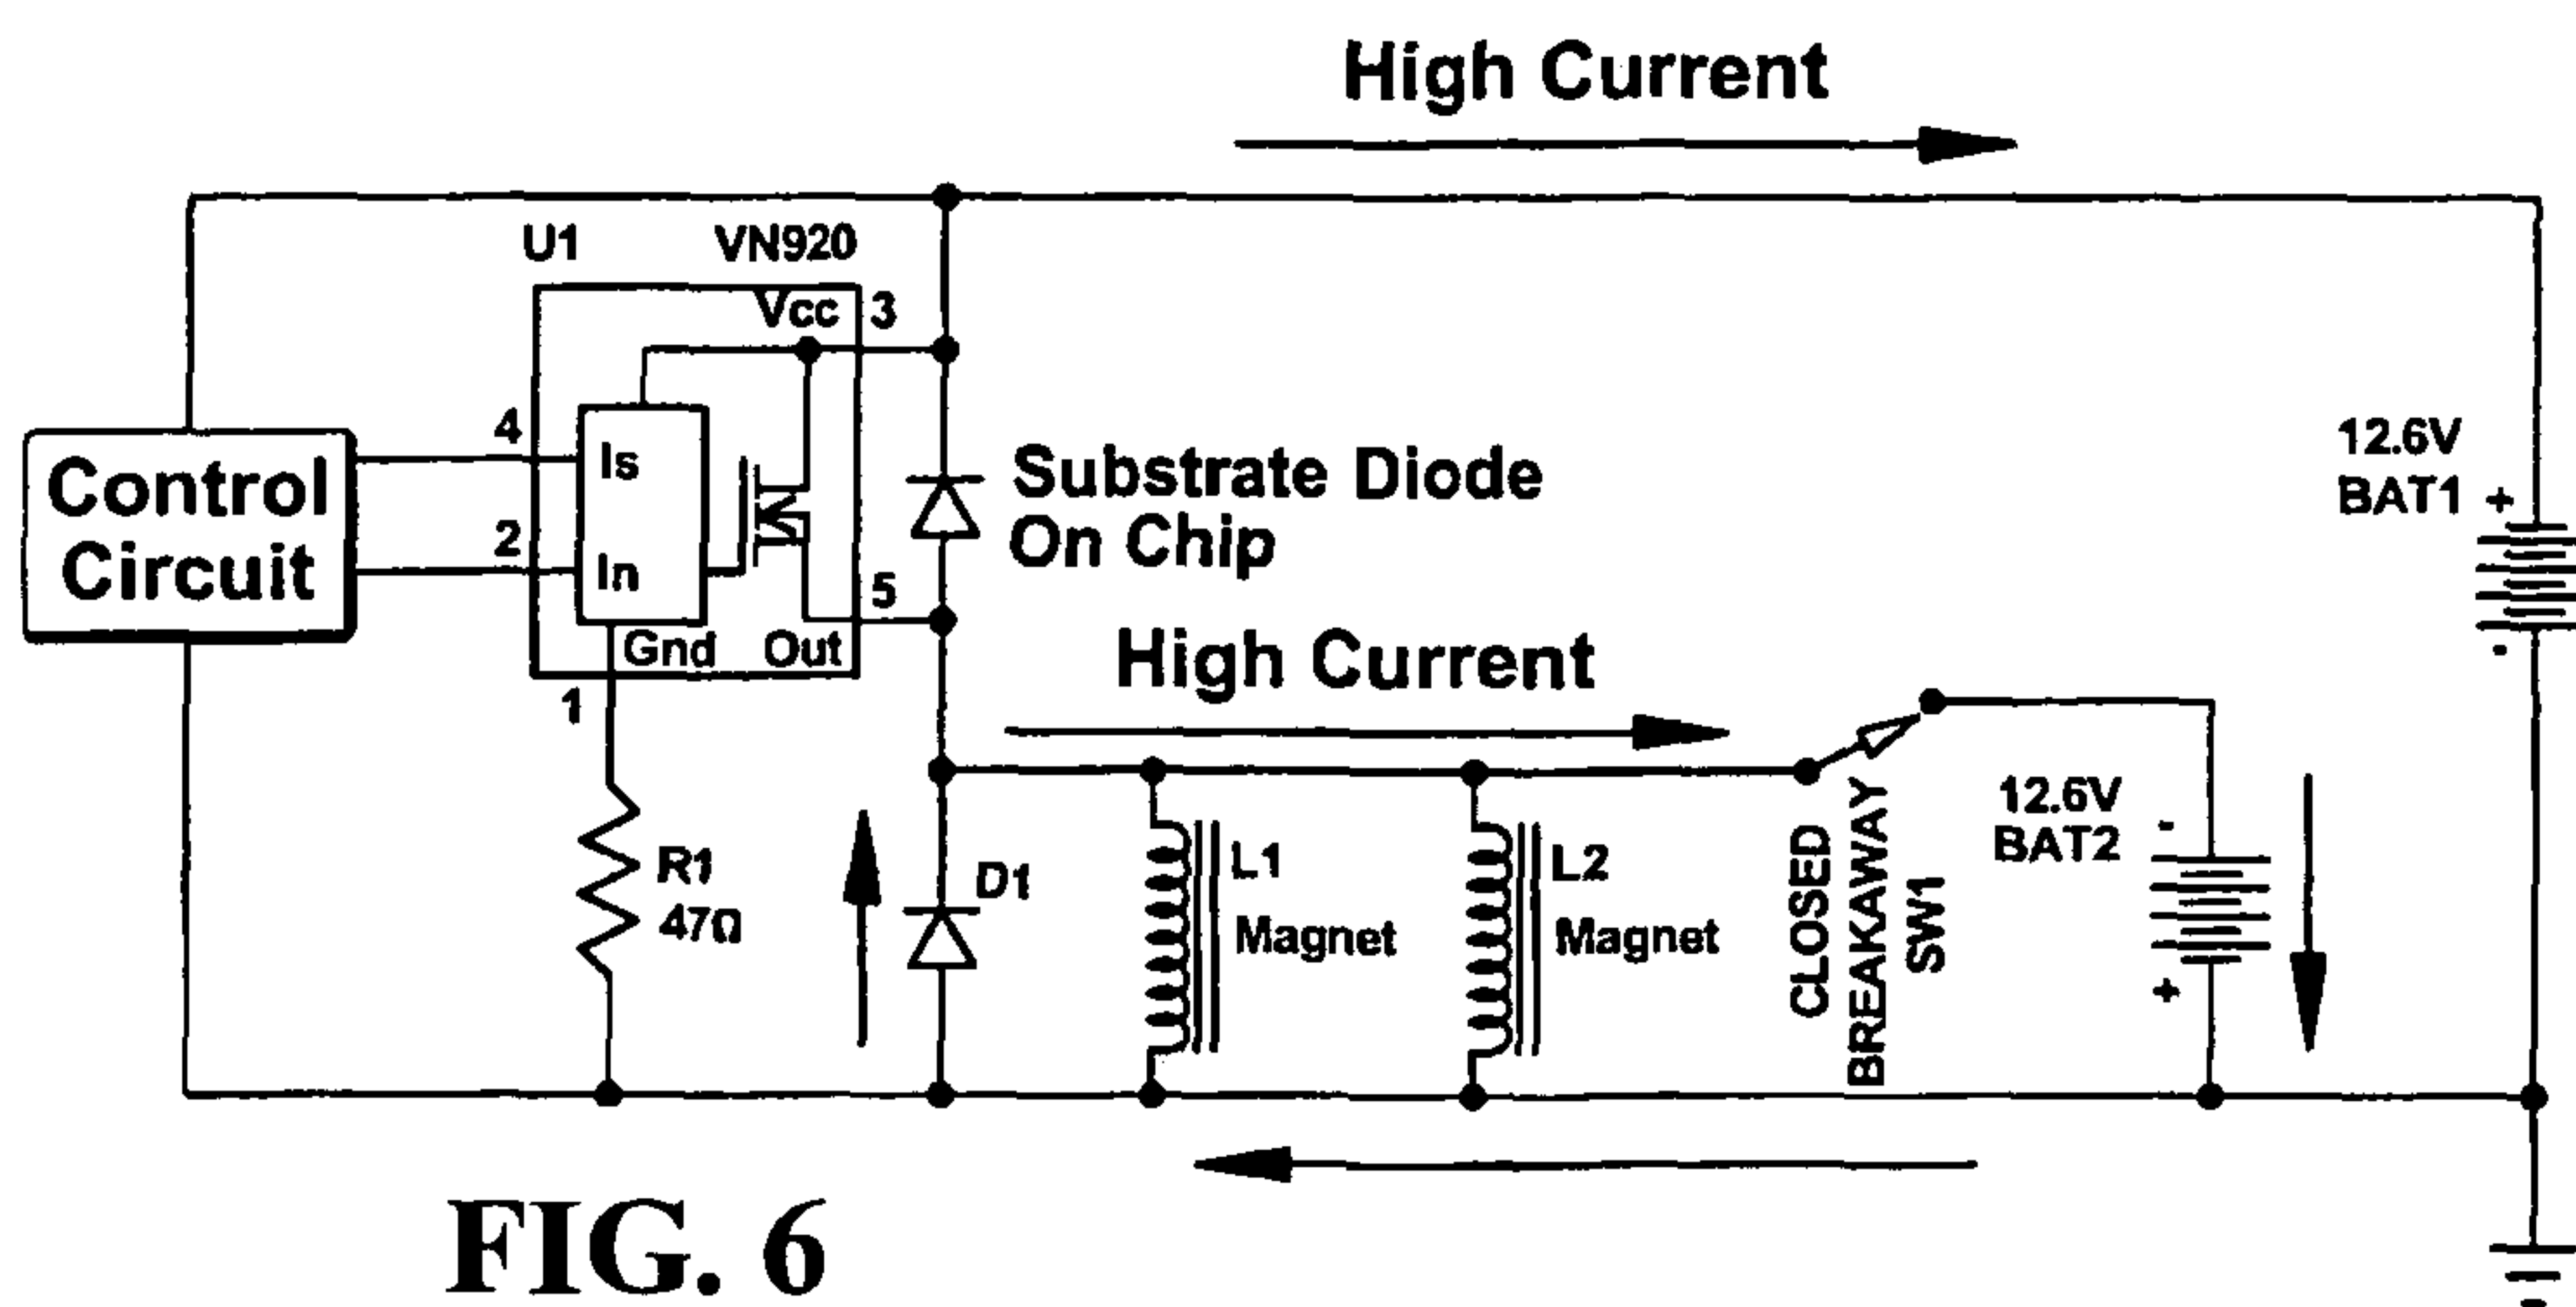 High Current
U1
VN920
Vcc
3
4
Is
Control
Circuit
2
In
5
Gnd
Out
1
Substrate Diode
On Chip
12.6V
BAT1
+
-
High Current
R1
47Ω
D1
L1
Magnet
L2
Magnet
CLOSED
BREAKAWAY
SW1
12.6V
BAT2
-
+
FIG. 6